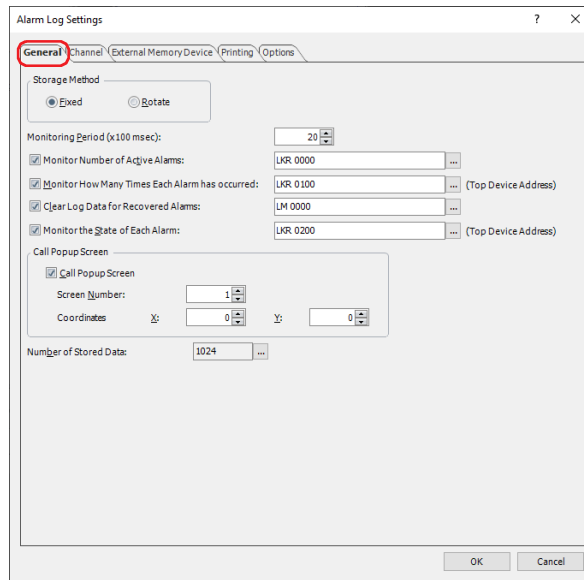 Alarm Log Settings ? ×
General Channel External Memory Device Printing Options
Storage Method
Fixed Rotate
Monitoring Period (x100 msec): 20
Monitor Number of Active Alarms: LKR 0000 ...
Monitor How Many Times Each Alarm has occurred: LKR 0100 ... (Top Device Address)
Clear Log Data for Recovered Alarms: LM 0000 ...
Monitor the State of Each Alarm: LKR 0200 ... (Top Device Address)
Call Popup Screen
Call Popup Screen
Screen Number: 1
Coordinates X: 0 Y: 0
Number of Stored Data: 1024 ...
OK Cancel